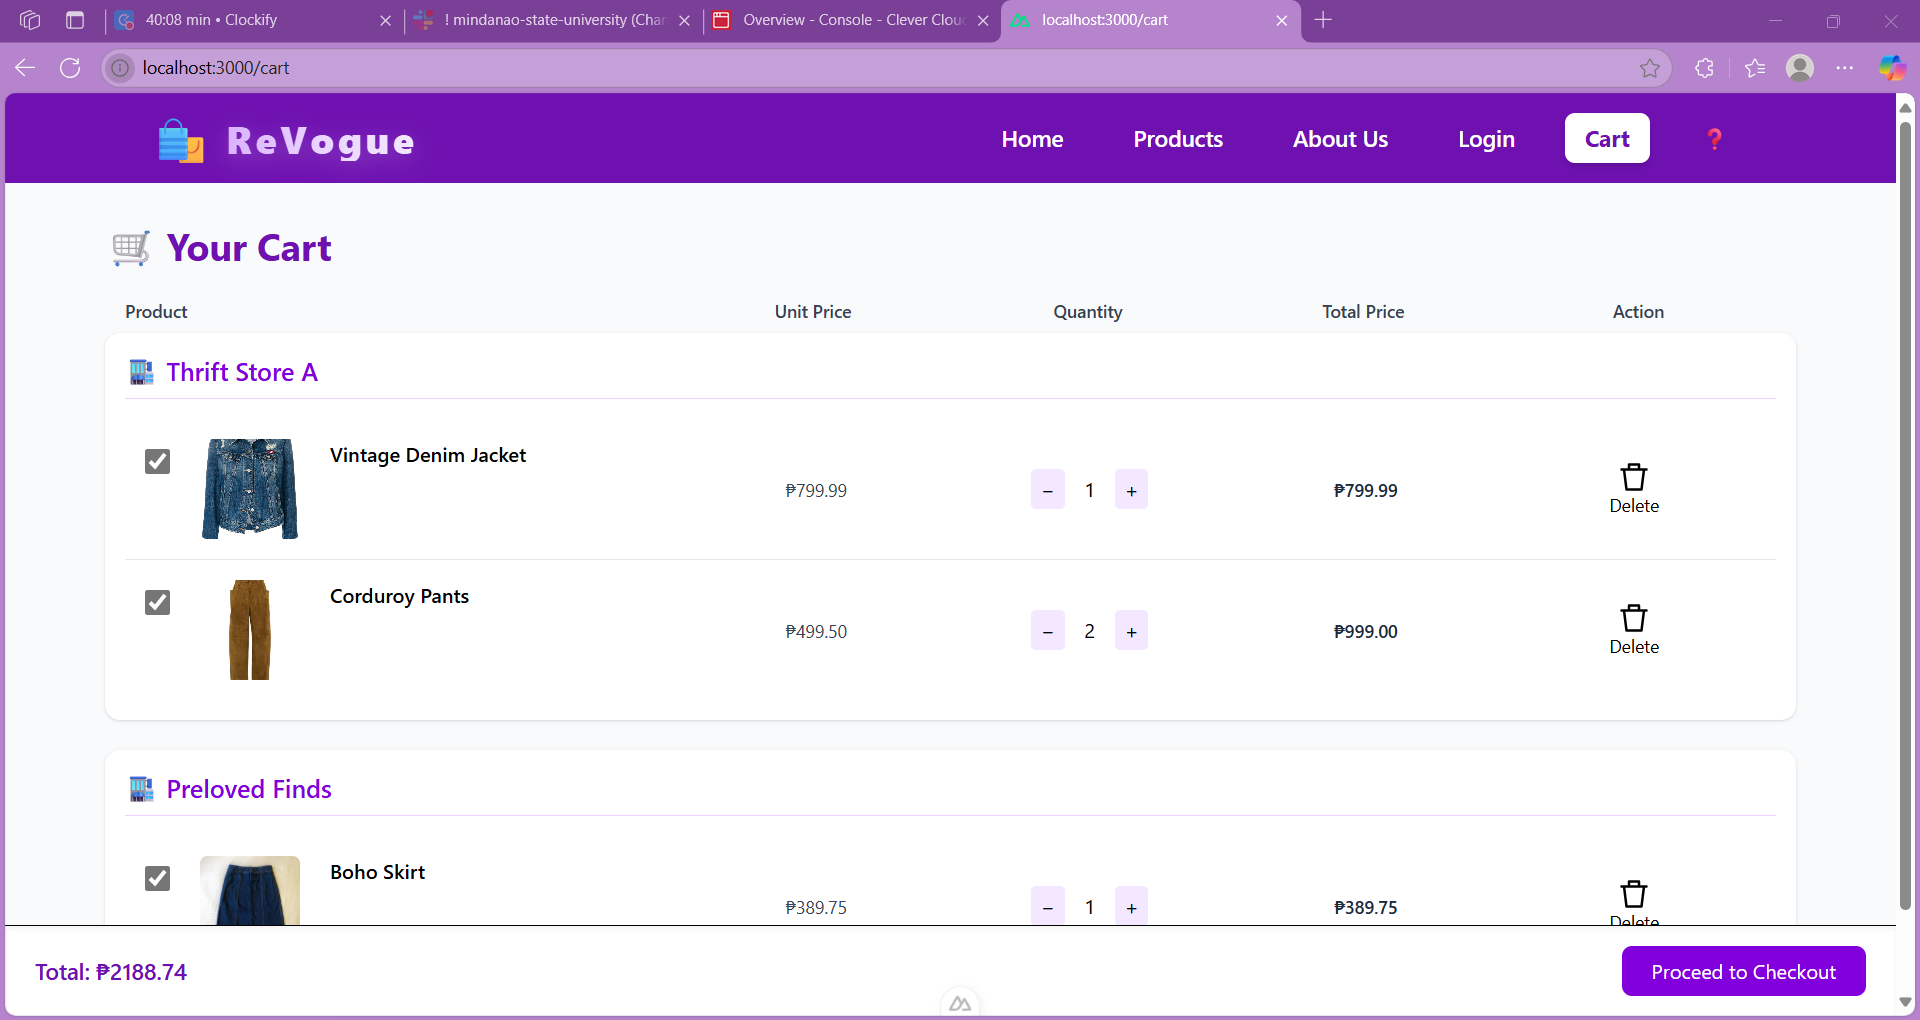 40:08 min • Clockify
! mindanao-state-university (Char
Overview - Console - Clever Clou
localhost:3000/cart
localhost:3000/cart
ReVogue
Home
Products
About Us
Login
Cart
❓
Your Cart
Product
Unit Price
Quantity
Total Price
Action
Thrift Store A
Vintage Denim Jacket
₱799.99
− 1 +
₱799.99
Delete
Corduroy Pants
₱499.50
− 2 +
₱999.00
Delete
Preloved Finds
Boho Skirt
₱389.75
− 1 +
₱389.75
Delete
Total: ₱2188.74
Proceed to Checkout